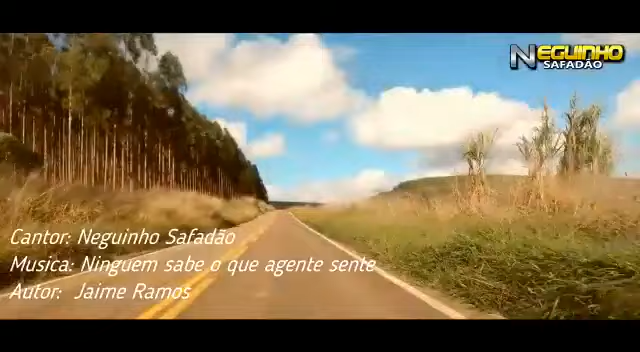 NEGUINHO
SAFADÃO
Cantor: Neguinho Safadão
Musica: Ninguem sabe o que agente sente
Autor: Jaime Ramos